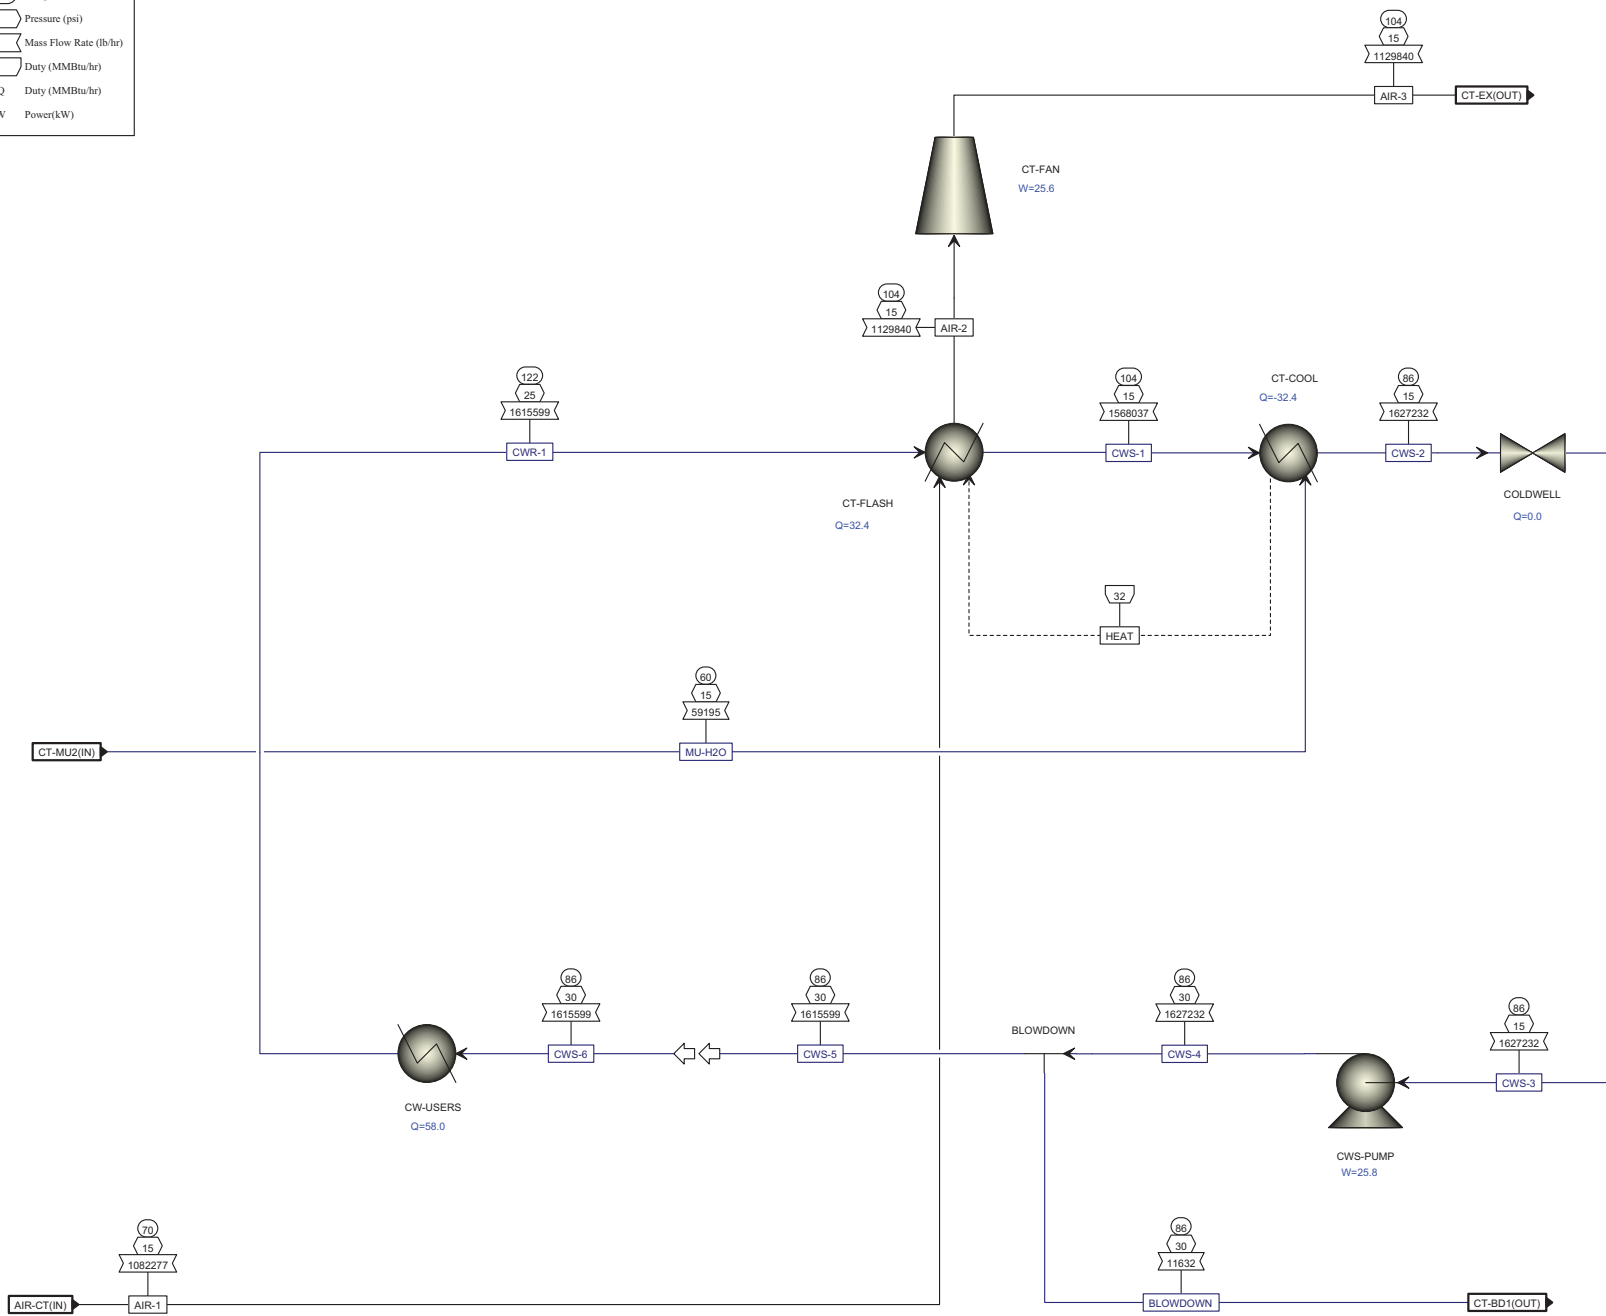 Pressure (psi)
Mass Flow Rate (lb/hr)
Duty (MMBtu/hr)
Q Duty (MMBtu/hr)
W Power(kW)
104
15
1129840
AIR-3
CT-EX(OUT)
CT-FAN
W=25.6
104
15
1129840
AIR-2
122
25
1615599
CWR-1
CT-FLASH
Q=32.4
104
15
1568037
CWS-1
CT-COOL
Q=-32.4
86
15
1627232
CWS-2
COLDWELL
Q=0.0
32
HEAT
60
15
59195
MU-H2O
CT-MU2(IN)
86
30
1615599
CWS-6
86
30
1615599
CWS-5
BLOWDOWN
86
30
1627232
CWS-4
86
15
1627232
CWS-3
CW-USERS
Q=58.0
CWS-PUMP
W=25.8
70
15
1082277
AIR-CT(IN)
AIR-1
86
30
11632
BLOWDOWN
CT-BD1(OUT)